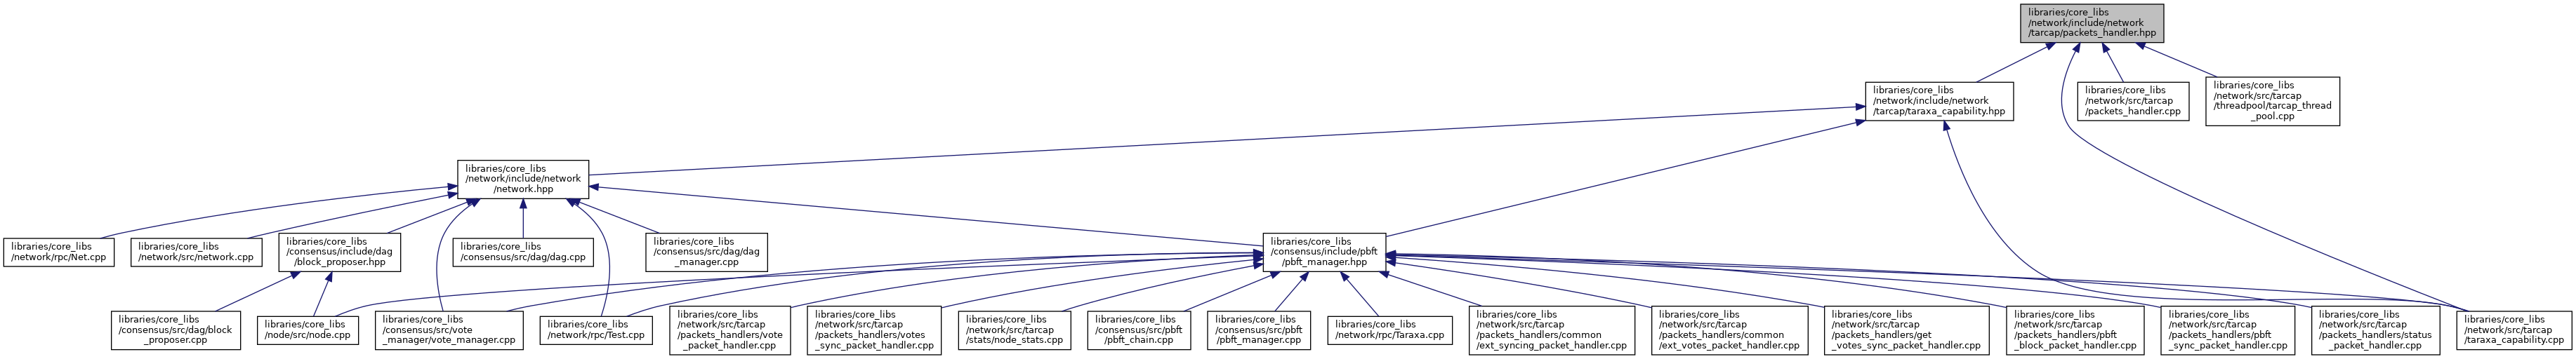 libraries/core_libs
/network/include/network
/tarcap/packets_handler.hpp
libraries/core_libs
/network/include/network
/tarcap/taraxa_capability.hpp
libraries/core_libs
/network/src/tarcap
/packets_handler.cpp
libraries/core_libs
/network/src/tarcap
/threadpool/tarcap_thread
_pool.cpp
libraries/core_libs
/network/include/network
/network.hpp
libraries/core_libs
/network/rpc/Net.cpp
libraries/core_libs
/network/src/network.cpp
libraries/core_libs
/consensus/include/dag
/block_proposer.hpp
libraries/core_libs
/consensus/src/dag/dag.cpp
libraries/core_libs
/consensus/src/dag/dag
_manager.cpp
libraries/core_libs
/consensus/include/pbft
/pbft_manager.hpp
libraries/core_libs
/consensus/src/dag/block
_proposer.cpp
libraries/core_libs
/node/src/node.cpp
libraries/core_libs
/consensus/src/vote
_manager/vote_manager.cpp
libraries/core_libs
/network/rpc/Test.cpp
libraries/core_libs
/network/src/tarcap
/packets_handlers/vote
_packet_handler.cpp
libraries/core_libs
/network/src/tarcap
/packets_handlers/votes
_sync_packet_handler.cpp
libraries/core_libs
/network/src/tarcap
/stats/node_stats.cpp
libraries/core_libs
/consensus/src/pbft
/pbft_chain.cpp
libraries/core_libs
/consensus/src/pbft
/pbft_manager.cpp
libraries/core_libs
/network/rpc/Taraxa.cpp
libraries/core_libs
/network/src/tarcap
/packets_handlers/common
/ext_syncing_packet_handler.cpp
libraries/core_libs
/network/src/tarcap
/packets_handlers/common
/ext_votes_packet_handler.cpp
libraries/core_libs
/network/src/tarcap
/packets_handlers/get
_votes_sync_packet_handler.cpp
libraries/core_libs
/network/src/tarcap
/packets_handlers/pbft
_block_packet_handler.cpp
libraries/core_libs
/network/src/tarcap
/packets_handlers/pbft
_sync_packet_handler.cpp
libraries/core_libs
/network/src/tarcap
/packets_handlers/status
_packet_handler.cpp
libraries/core_libs
/network/src/tarcap
/taraxa_capability.cpp